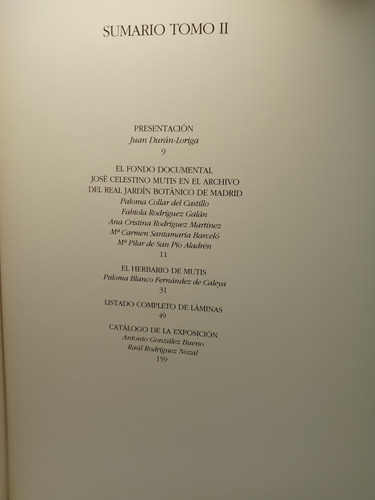 SUMARIO TOMO II
PRESENTACIÓN
Juan Durán-Loriga
9
EL FONDO DOCUMENTAL
JOSÉ CELESTINO MUTIS EN EL ARCHIVO
DEL REAL JARDÍN BOTÁNICO DE MADRID
Paloma Collar del Castillo
Fabiola Rodríguez Galán
Ana Cristina Rodríguez Martínez
Mª Carmen Santamaría Barceló
Mª Pilar de San Pío Aladrén
11
EL HERBARIO DE MUTIS
Paloma Blanco Fernández de Caleya
31
LISTADO COMPLETO DE LÁMINAS
49
CATÁLOGO DE LA EXPOSICIÓN
Antonio González Bueno
Raúl Rodríguez Nozal
159